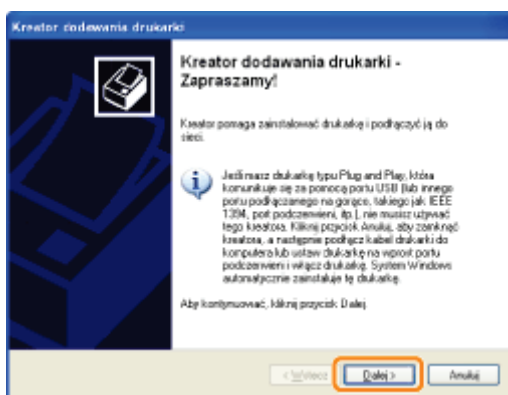 Kreator dodawania drukarki
Kreator dodawania drukarki -
Zapraszamy!
Kreator pomaga zainstalować drukarkę i podłączyć ją do
sieci.
Jeśli masz drukarkę typu Plug and Play, która
komunikuje się za pomocą portu USB (lub innego
portu podłączanego na gorąco, takiego jak IEEE
1394, port podczerwieni, itp.), nie musisz używać
tego kreatora. Kliknij przycisk Anuluj, aby zamknąć
kreatora, a następnie podłącz kabel drukarki do
komputera lub ustaw drukarkę na wprost portu
podczerwieni i włącz drukarkę. System Windows
automatycznie zainstaluje tę drukarkę.
Aby kontynuować, kliknij przycisk Dalej.
< Wstecz Dalej > Anuluj